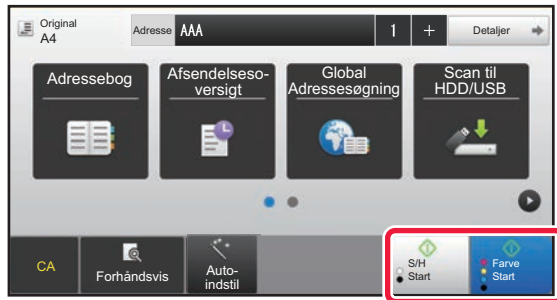 Original
A4
Adresse AAA 1 + Detaljer
Adressebog
Afsendelseso-
versigt
Global
Adressesøgning
Scan til
HDD/USB
CA
Forhåndsvis
Auto-
indstil
S/H
Start
Farve
Start